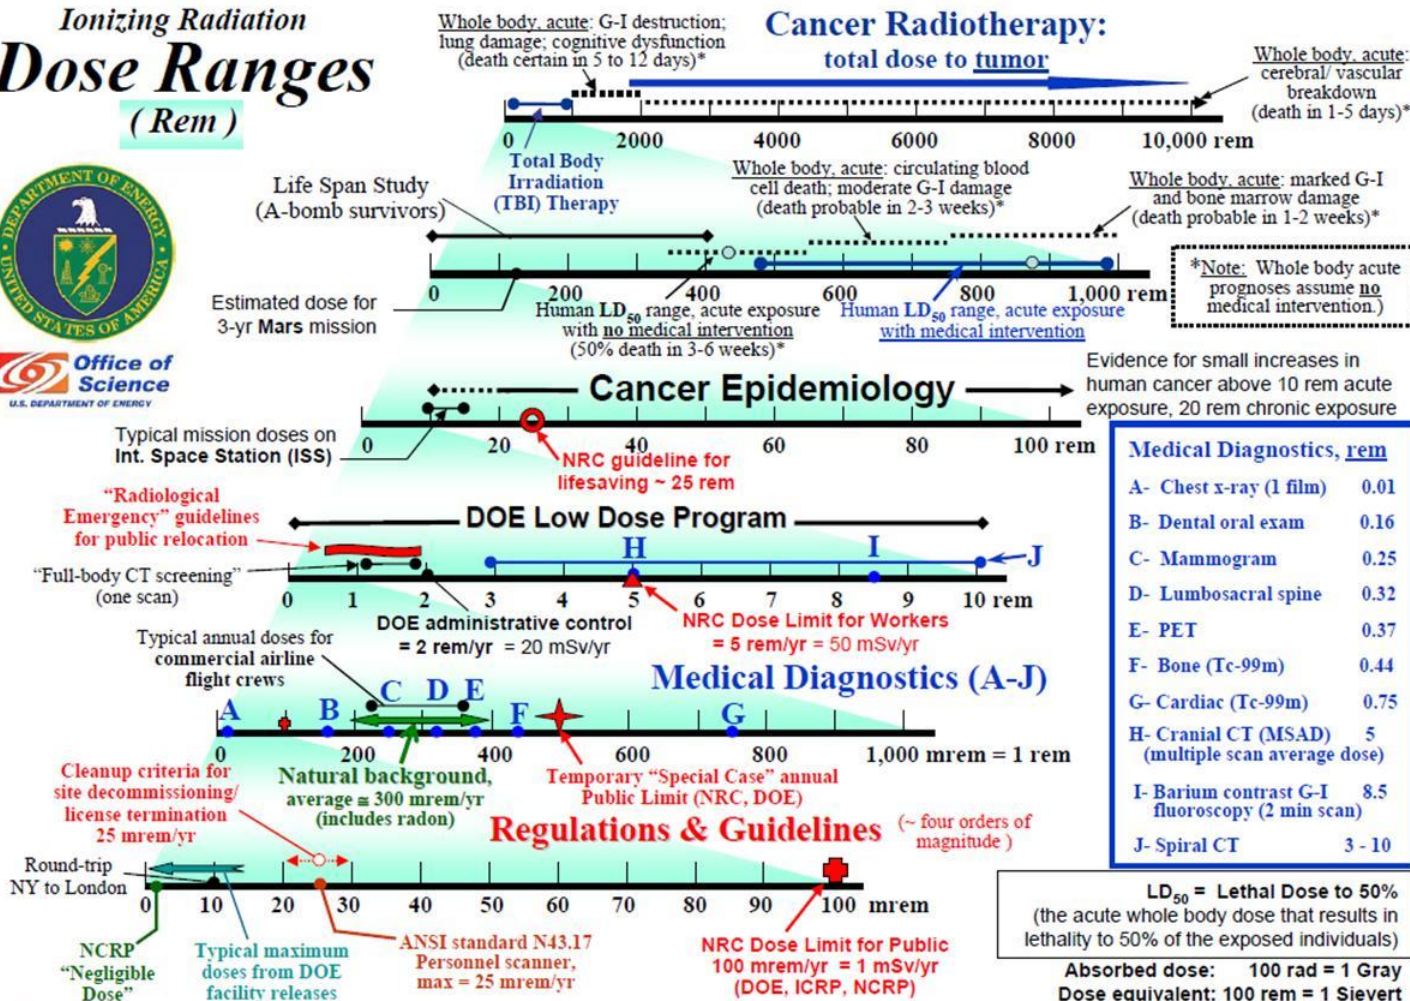 Ionizing Radiation
Dose Ranges
( Rem )
Whole body, acute: G-I destruction;
lung damage; cognitive dysfunction
(death certain in 5 to 12 days)*
Cancer Radiotherapy:
total dose to tumor
Whole body, acute:
cerebral/ vascular
breakdown
(death in 1-5 days)*
0 2000 4000 6000 8000 10,000 rem
Total Body
Irradiation
(TBI) Therapy
DEPARTMENT OF ENERGY
UNITED STATES OF AMERICA
Office of
Science
U.S. DEPARTMENT OF ENERGY
Life Span Study
(A-bomb survivors)
Whole body, acute: circulating blood
cell death; moderate G-I damage
(death probable in 2-3 weeks)*
Whole body, acute: marked G-I
and bone marrow damage
(death probable in 1-2 weeks)*
*Note: Whole body acute
prognoses assume no
medical intervention.)
0 200 400 600 800 1,000 rem
Estimated dose for
3-yr Mars mission
Human LD50 range, acute exposure
with no medical intervention
(50% death in 3-6 weeks)*
Human LD50 range, acute exposure
with medical intervention
Cancer Epidemiology
Evidence for small increases in
human cancer above 10 rem acute
exposure, 20 rem chronic exposure
0 20 40 60 80 100 rem
Typical mission doses on
Int. Space Station (ISS)
NRC guideline for
lifesaving ~ 25 rem
"Radiological
Emergency" guidelines
for public relocation
DOE Low Dose Program
H I J
"Full-body CT screening"
(one scan)
0 1 2 3 4 5 6 7 8 9 10 rem
DOE administrative control
= 2 rem/yr = 20 mSv/yr
NRC Dose Limit for Workers
= 5 rem/yr = 50 mSv/yr
Typical annual doses for
commercial airline
flight crews
Medical Diagnostics (A-J)
A B C D E F G
0 200 400 600 800 1,000 mrem = 1 rem
Natural background,
average ≅ 300 mrem/yr
(includes radon)
Temporary "Special Case" annual
Public Limit (NRC, DOE)
Cleanup criteria for
site decommissioning/
license termination
25 mrem/yr
Regulations & Guidelines
(~ four orders of
magnitude )
Round-trip
NY to London
0 10 20 30 40 50 60 70 80 90 100 mrem
NCRP
"Negligible
Dose"
Typical maximum
doses from DOE
facility releases
ANSI standard N43.17
Personnel scanner,
max = 25 mrem/yr
NRC Dose Limit for Public
100 mrem/yr = 1 mSv/yr
(DOE, ICRP, NCRP)
Medical Diagnostics, rem
A- Chest x-ray (1 film) 0.01
B- Dental oral exam 0.16
C- Mammogram 0.25
D- Lumbosacral spine 0.32
E- PET 0.37
F- Bone (Tc-99m) 0.44
G- Cardiac (Tc-99m) 0.75
H- Cranial CT (MSAD) 5
(multiple scan average dose)
I- Barium contrast G-I 8.5
fluoroscopy (2 min scan)
J- Spiral CT 3 - 10
LD50 = Lethal Dose to 50%
(the acute whole body dose that results in
lethality to 50% of the exposed individuals)
Absorbed dose: 100 rad = 1 Gray
Dose equivalent: 100 rem = 1 Sievert